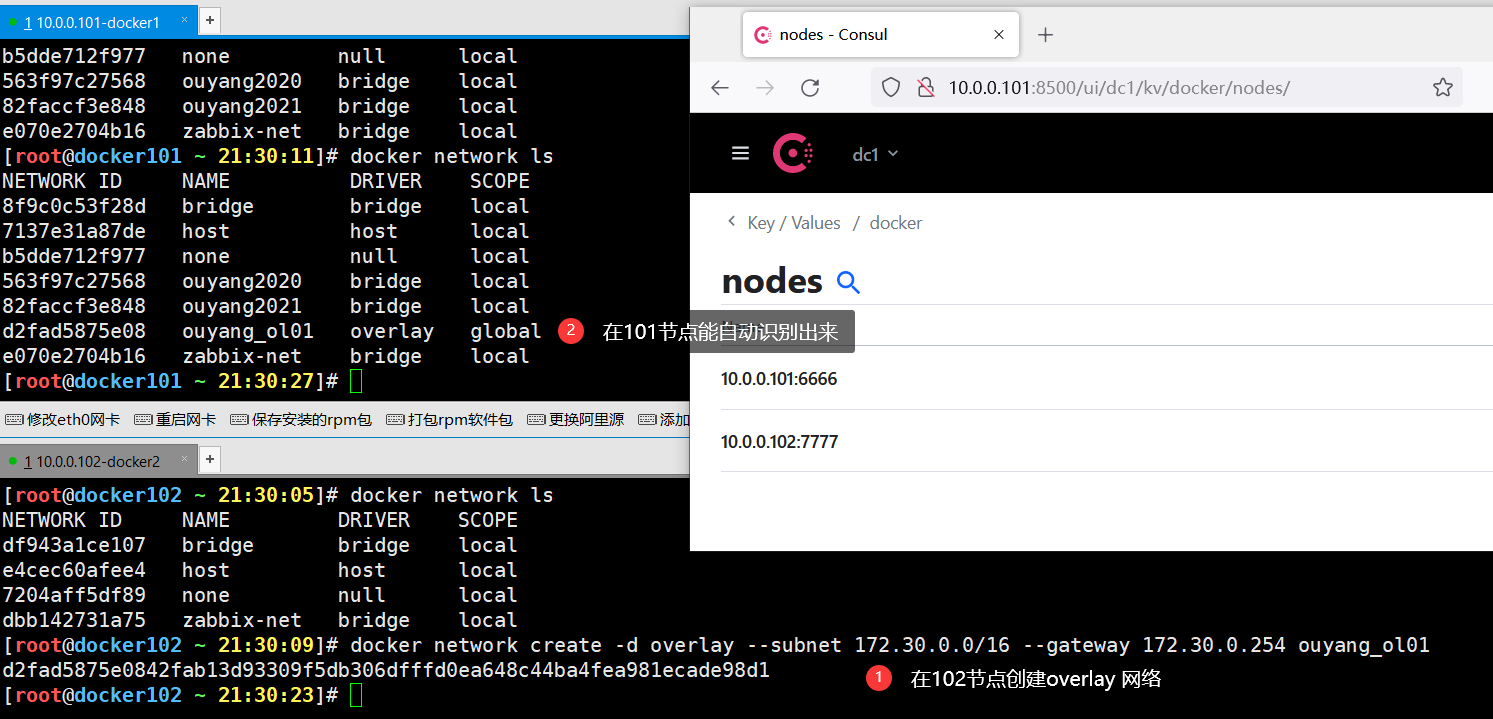 1 10.0.0.101-docker1 × +
b5dde712f977 none null local
563f97c27568 ouyang2020 bridge local
82faccf3e848 ouyang2021 bridge local
e070e2704b16 zabbix-net bridge local
[root@docker101 ~ 21:30:11]# docker network ls
NETWORK ID NAME DRIVER SCOPE
8f9c0c53f28d bridge bridge local
7137e31a87de host host local
b5dde712f977 none null local
563f97c27568 ouyang2020 bridge local
82faccf3e848 ouyang2021 bridge local
d2fad5875e08 ouyang_ol01 overlay global
2 在101节点能自动识别出来
e070e2704b16 zabbix-net bridge local
[root@docker101 ~ 21:30:27]#
修改eth0网卡 重启网卡 保存安装的rpm包 打包rpm软件包 更换阿里源 添加
1 10.0.0.102-docker2 × +
[root@docker102 ~ 21:30:05]# docker network ls
NETWORK ID NAME DRIVER SCOPE
df943a1ce107 bridge bridge local
e4cec60afee4 host host local
7204aff5df89 none null local
dbb142731a75 zabbix-net bridge local
[root@docker102 ~ 21:30:09]# docker network create -d overlay --subnet 172.30.0.0/16 --gateway 172.30.0.254 ouyang_ol01
d2fad5875e0842fab13d93309f5db306dfffd0ea648c44ba4fea981ecade98d1
1 在102节点创建overlay 网络
[root@docker102 ~ 21:30:23]#
nodes - Consul × +
10.0.0.101:8500/ui/dc1/kv/docker/nodes/
dc1
Key / Values / docker
nodes
10.0.0.101:6666
10.0.0.102:7777